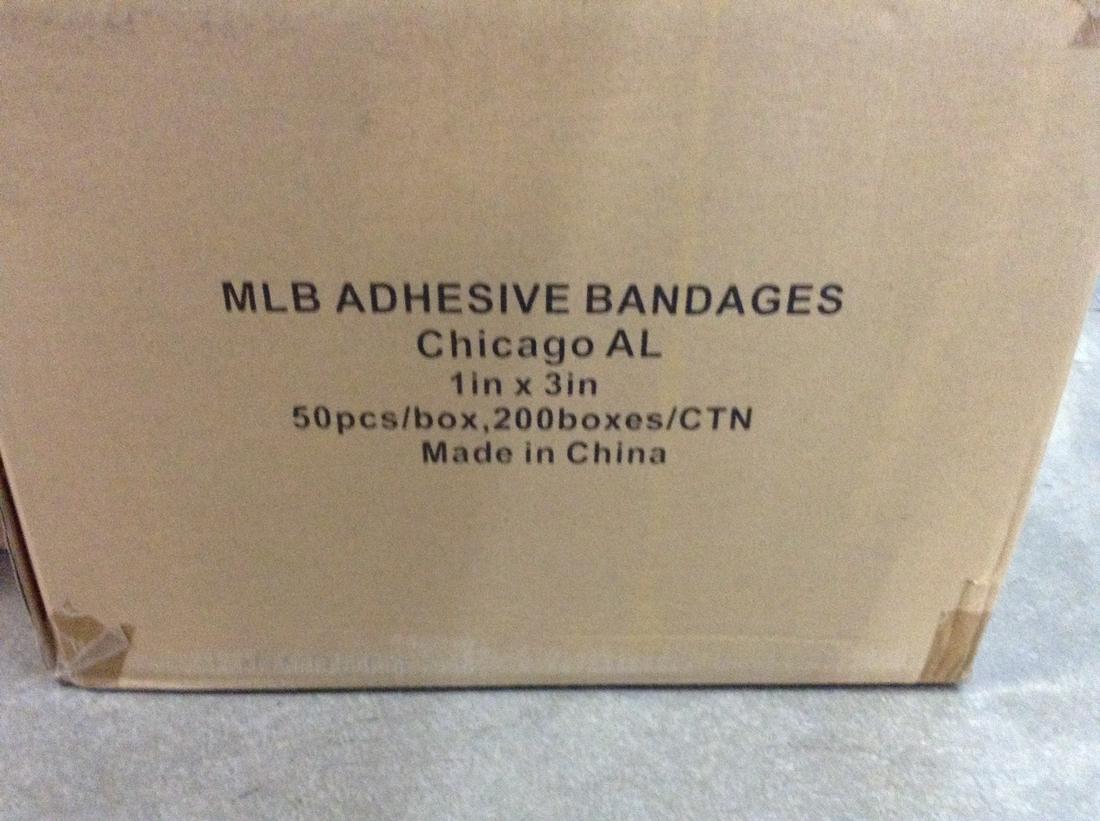 MLB ADHESIVE BANDAGES
Chicago AL
1in x 3in
50pcs/box,200boxes/CTN
Made in China